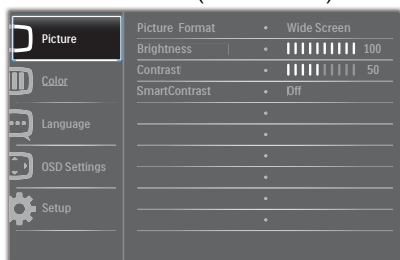 Picture
Color
Language
OSD Settings
Setup
Picture Format • Wide Screen
Brightness • 100
Contrast • 50
SmartContrast • Off
•
•
•
•
•
•